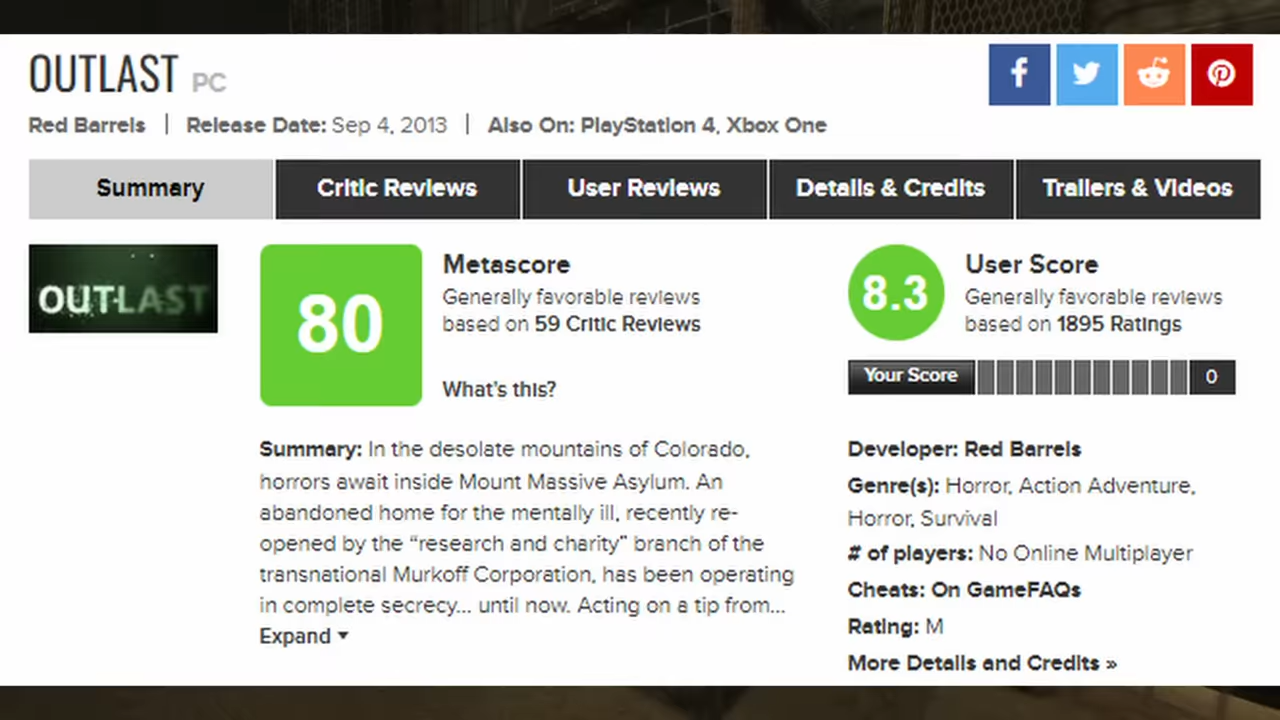 OUTLAST PC
Red Barrels | Release Date: Sep 4, 2013 | Also On: PlayStation 4, Xbox One
Summary Critic Reviews User Reviews Details & Credits Trailers & Videos
OUTLAST
80
Metascore
Generally favorable reviews
based on 59 Critic Reviews
What's this?
8.3
User Score
Generally favorable reviews
based on 1895 Ratings
Your Score 0
Summary: In the desolate mountains of Colorado,
horrors await inside Mount Massive Asylum. An
abandoned home for the mentally ill, recently re-
opened by the “research and charity” branch of the
transnational Murkoff Corporation, has been operating
in complete secrecy... until now. Acting on a tip from...
Expand ▼
Developer: Red Barrels
Genre(s): Horror, Action Adventure,
Horror, Survival
# of players: No Online Multiplayer
Cheats: On GameFAQs
Rating: M
More Details and Credits »